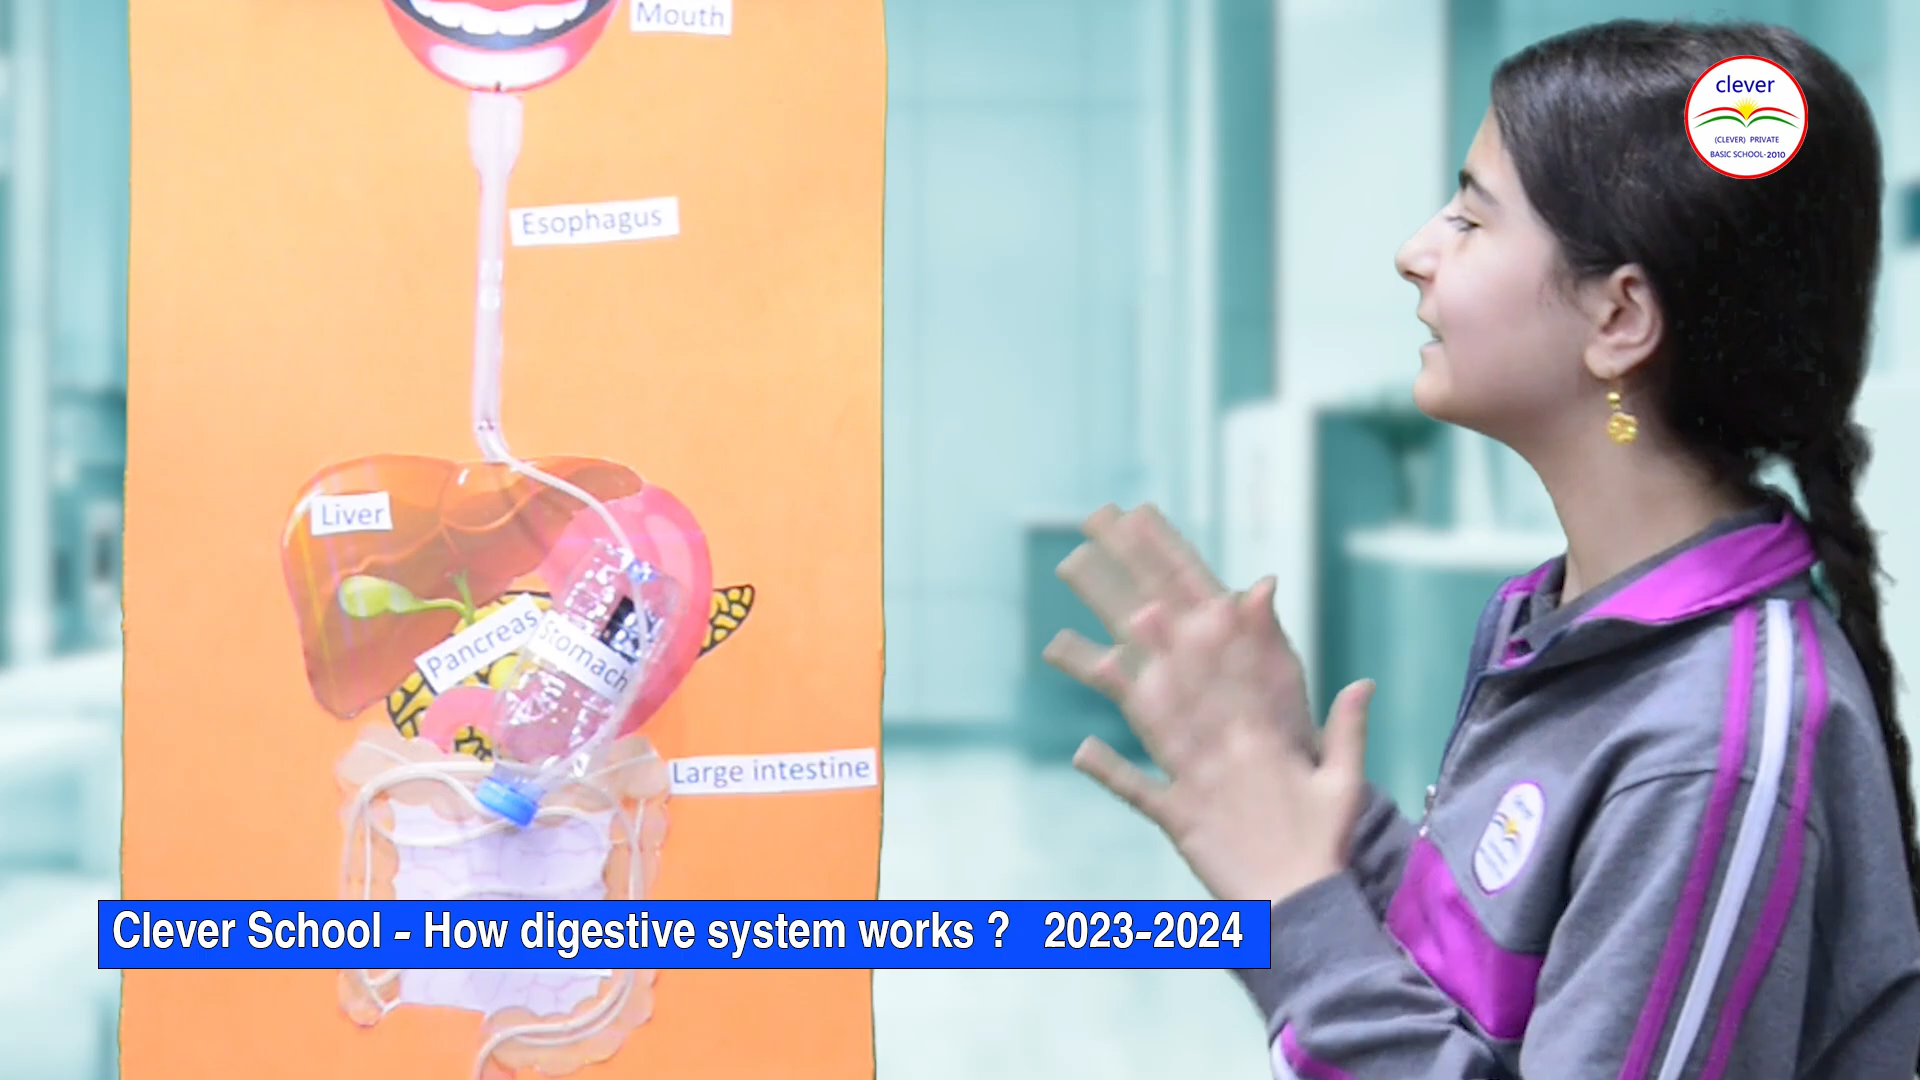 Mouth
clever
(CLEVER) PRIVATE
BASIC SCHOOL-2010
Esophagus
Liver
Pancreas
Stomach
Large intestine
Clever School - How digestive system works ? 2023-2024